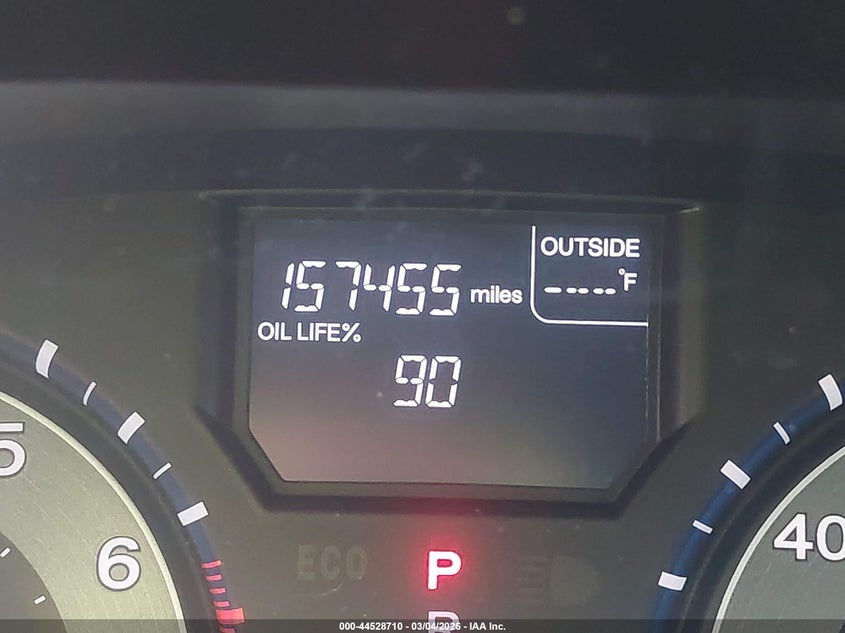 OUTSIDE
157455 miles
----°F
OIL LIFE%
90
5
6
40
ECO
P
R
000-44528710 - 03/04/2026 - IAA Inc.